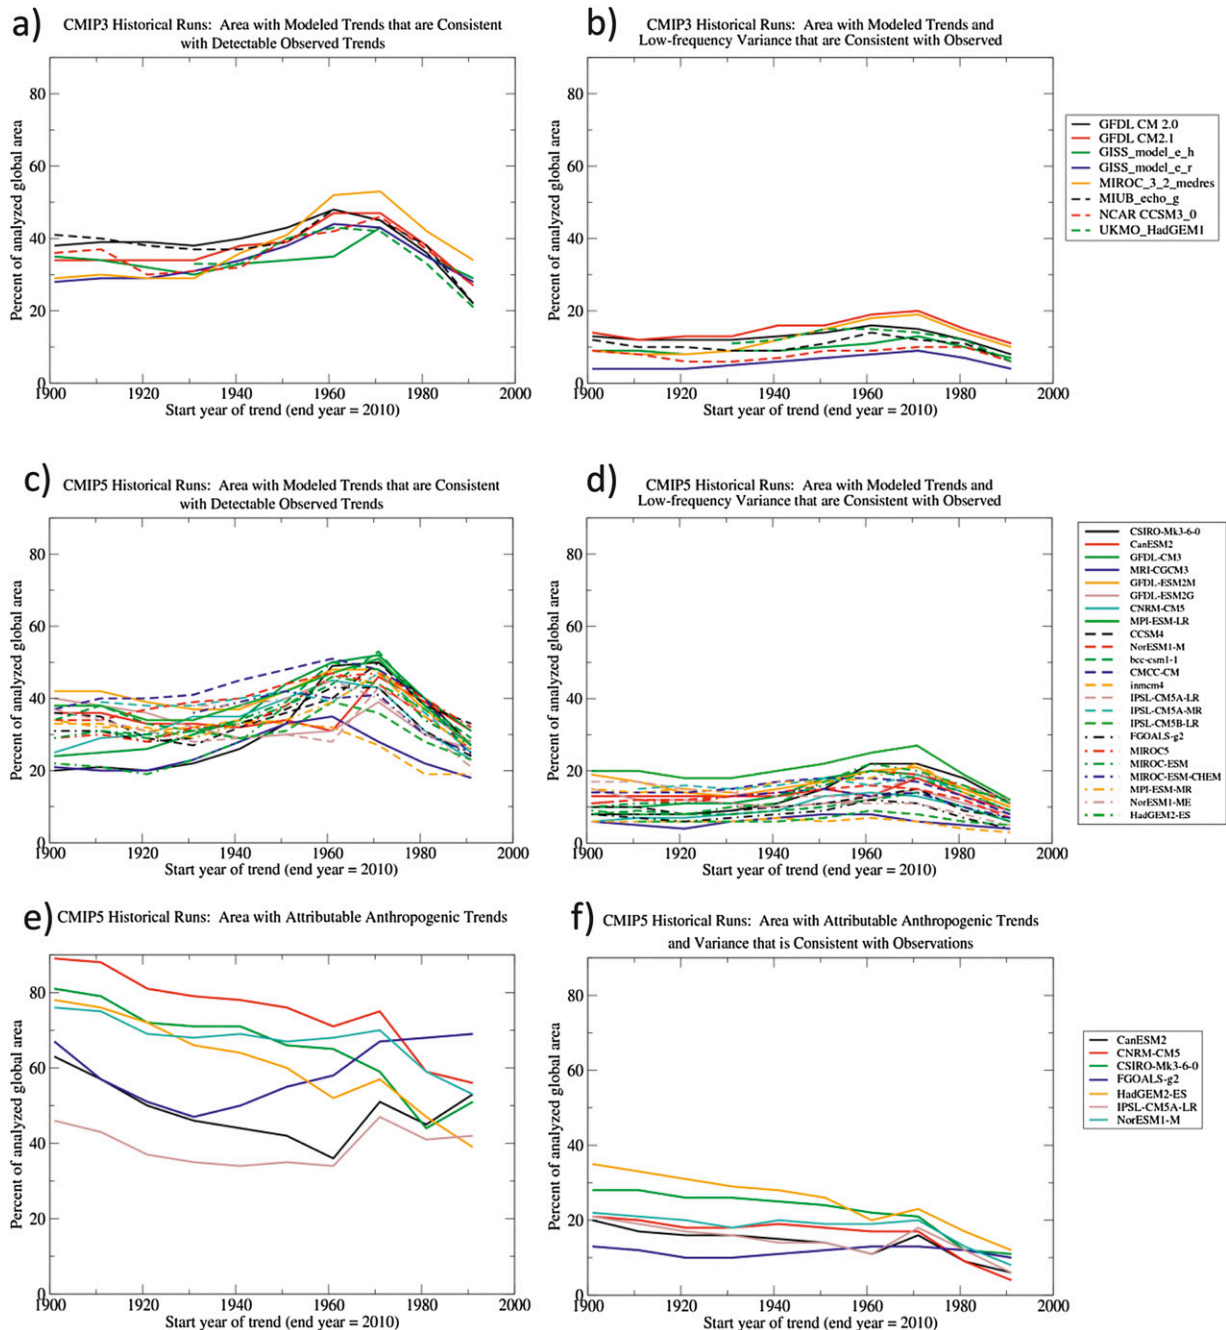 a)
CMIP3 Historical Runs: Area with Modeled Trends that are Consistent
with Detectable Observed Trends
Percent of analyzed global area
80
60
40
20
0
1900 1920 1940 1960 1980 2000
Start year of trend (end year = 2010)
b)
CMIP3 Historical Runs: Area with Modeled Trends and
Low-frequency Variance that are Consistent with Observed
Percent of analyzed global area
80
60
40
20
0
1900 1920 1940 1960 1980 2000
Start year of trend (end year = 2010)
GFDL CM 2.0
GFDL CM2.1
GISS_model_e_h
GISS_model_e_r
MIROC_3_2_medres
MIUB_echo_g
NCAR CCSM3_0
UKMO_HadGEM1
c)
CMIP5 Historical Runs: Area with Modeled Trends that are Consistent
with Detectable Observed Trends
Percent of analyzed global area
80
60
40
20
0
1900 1920 1940 1960 1980 2000
Start year of trend (end year = 2010)
d)
CMIP5 Historical Runs: Area with Modeled Trends and
Low-frequency Variance that are Consistent with Observed
Percent of analyzed global area
80
60
40
20
0
1900 1920 1940 1960 1980 2000
Start year of trend (end year = 2010)
CSIRO-Mk3-6-0
CanESM2
GFDL-CM3
MRI-CGCM3
GFDL-ESM2M
GFDL-ESM2G
CNRM-CM5
MPI-ESM-LR
CCSM4
NorESM1-M
bcc-csm1-1
CMCC-CM
inmcm4
IPSL-CM5A-LR
IPSL-CM5A-MR
IPSL-CM5B-LR
FGOALS-g2
MIROC5
MIROC-ESM
MIROC-ESM-CHEM
MPI-ESM-MR
NorESM1-ME
HadGEM2-ES
e)
CMIP5 Historical Runs: Area with Attributable Anthropogenic Trends
Percent of analyzed global area
80
60
40
20
0
1900 1920 1940 1960 1980 2000
Start year of trend (end year = 2010)
f)
CMIP5 Historical Runs: Area with Attributable Anthropogenic Trends
and Variance that is Consistent with Observations
Percent of analyzed global area
80
60
40
20
0
1900 1920 1940 1960 1980 2000
Start year of trend (end year = 2010)
CanESM2
CNRM-CM5
CSIRO-Mk3-6-0
FGOALS-g2
HadGEM2-ES
IPSL-CM5A-LR
NorESM1-M